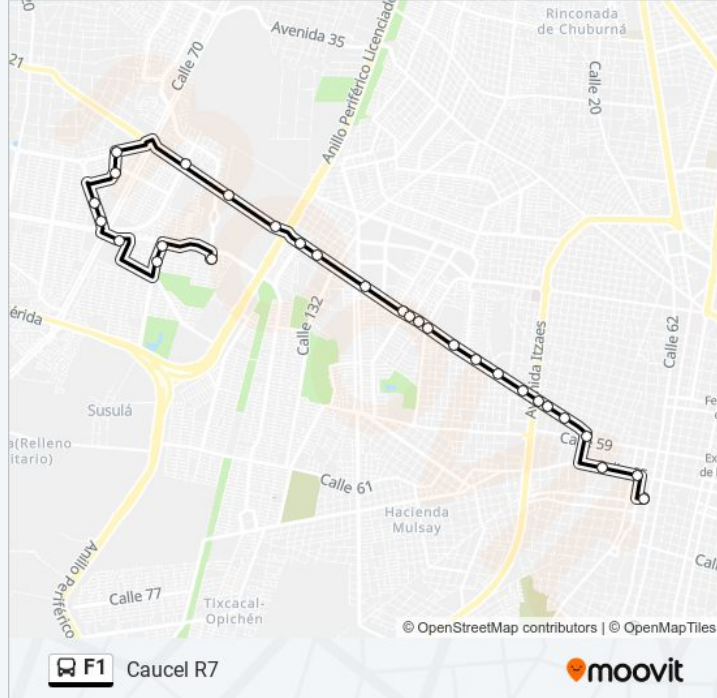 Rinconada
de Chuburná
Avenida 35
Calle 70
Anillo Periférico Licenciado
Calle 20
21
Calle 132
Calle 62
Avenida Itzaes
érida
Susulá
Calle 59
a(Relleno
itario)
Calle 61
Hacienda
Mulsay
Anillo Periférico
Calle 77
Tixcacal-
Opichén
© OpenStreetMap contributors | © OpenMapTiles
F1 Caucel R7
moovit